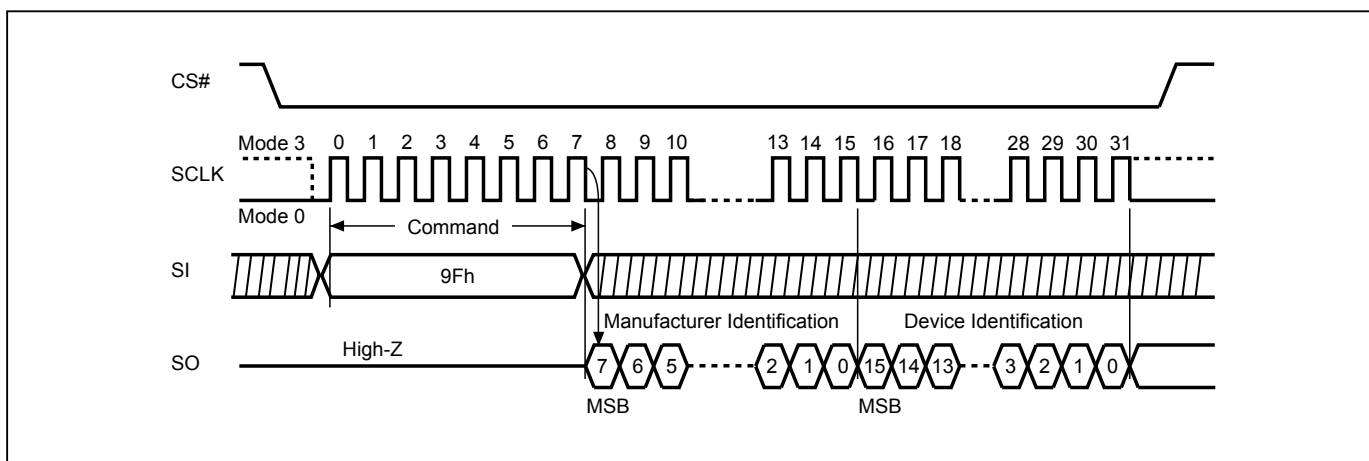 CS#
Mode 3 0 1 2 3 4 5 6 7 8 9 10 13 14 15 16 17 18 28 29 30 31
SCLK
Mode 0
Command
SI 9Fh
Manufacturer Identification Device Identification
High-Z
SO 7 6 5 2 1 0 15 14 13 3 2 1 0
MSB MSB